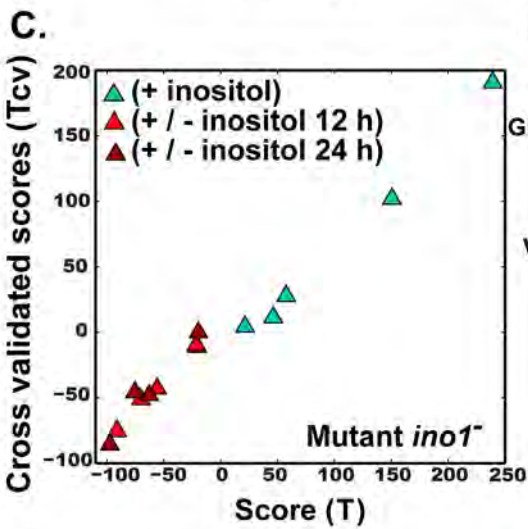 C.
Cross validated scores (Tcv)
200
150
100
50
0
−50
−100
(+ inositol)
(+ / - inositol 12 h)
(+ / - inositol 24 h)
Mutant ino1⁻
−100 −50 0 50 100 150 200 250
Score (T)
G